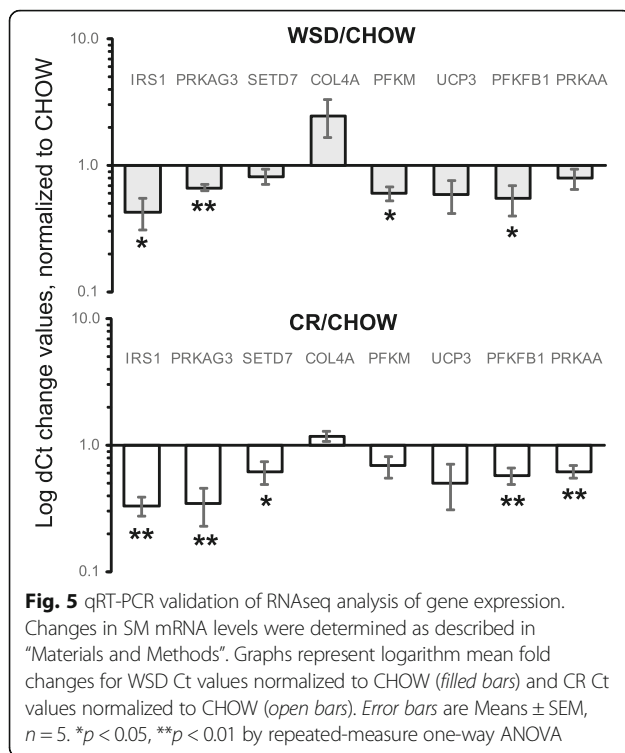 WSD/CHOW
10.0
IRS1 PRKAG3 SETD7 COL4A PFKM UCP3 PFKFB1 PRKAA
1.0
* ** * *
0.1
Log dCt change values, normalized to CHOW
CR/CHOW
10.0
IRS1 PRKAG3 SETD7 COL4A PFKM UCP3 PFKFB1 PRKAA
1.0
** ** * ** **
0.1
Fig. 5 qRT-PCR validation of RNAseq analysis of gene expression.
Changes in SM mRNA levels were determined as described in
“Materials and Methods”. Graphs represent logarithm mean fold
changes for WSD Ct values normalized to CHOW (filled bars) and CR Ct
values normalized to CHOW (open bars). Error bars are Means ± SEM,
n = 5. *p < 0.05, **p < 0.01 by repeated-measure one-way ANOVA